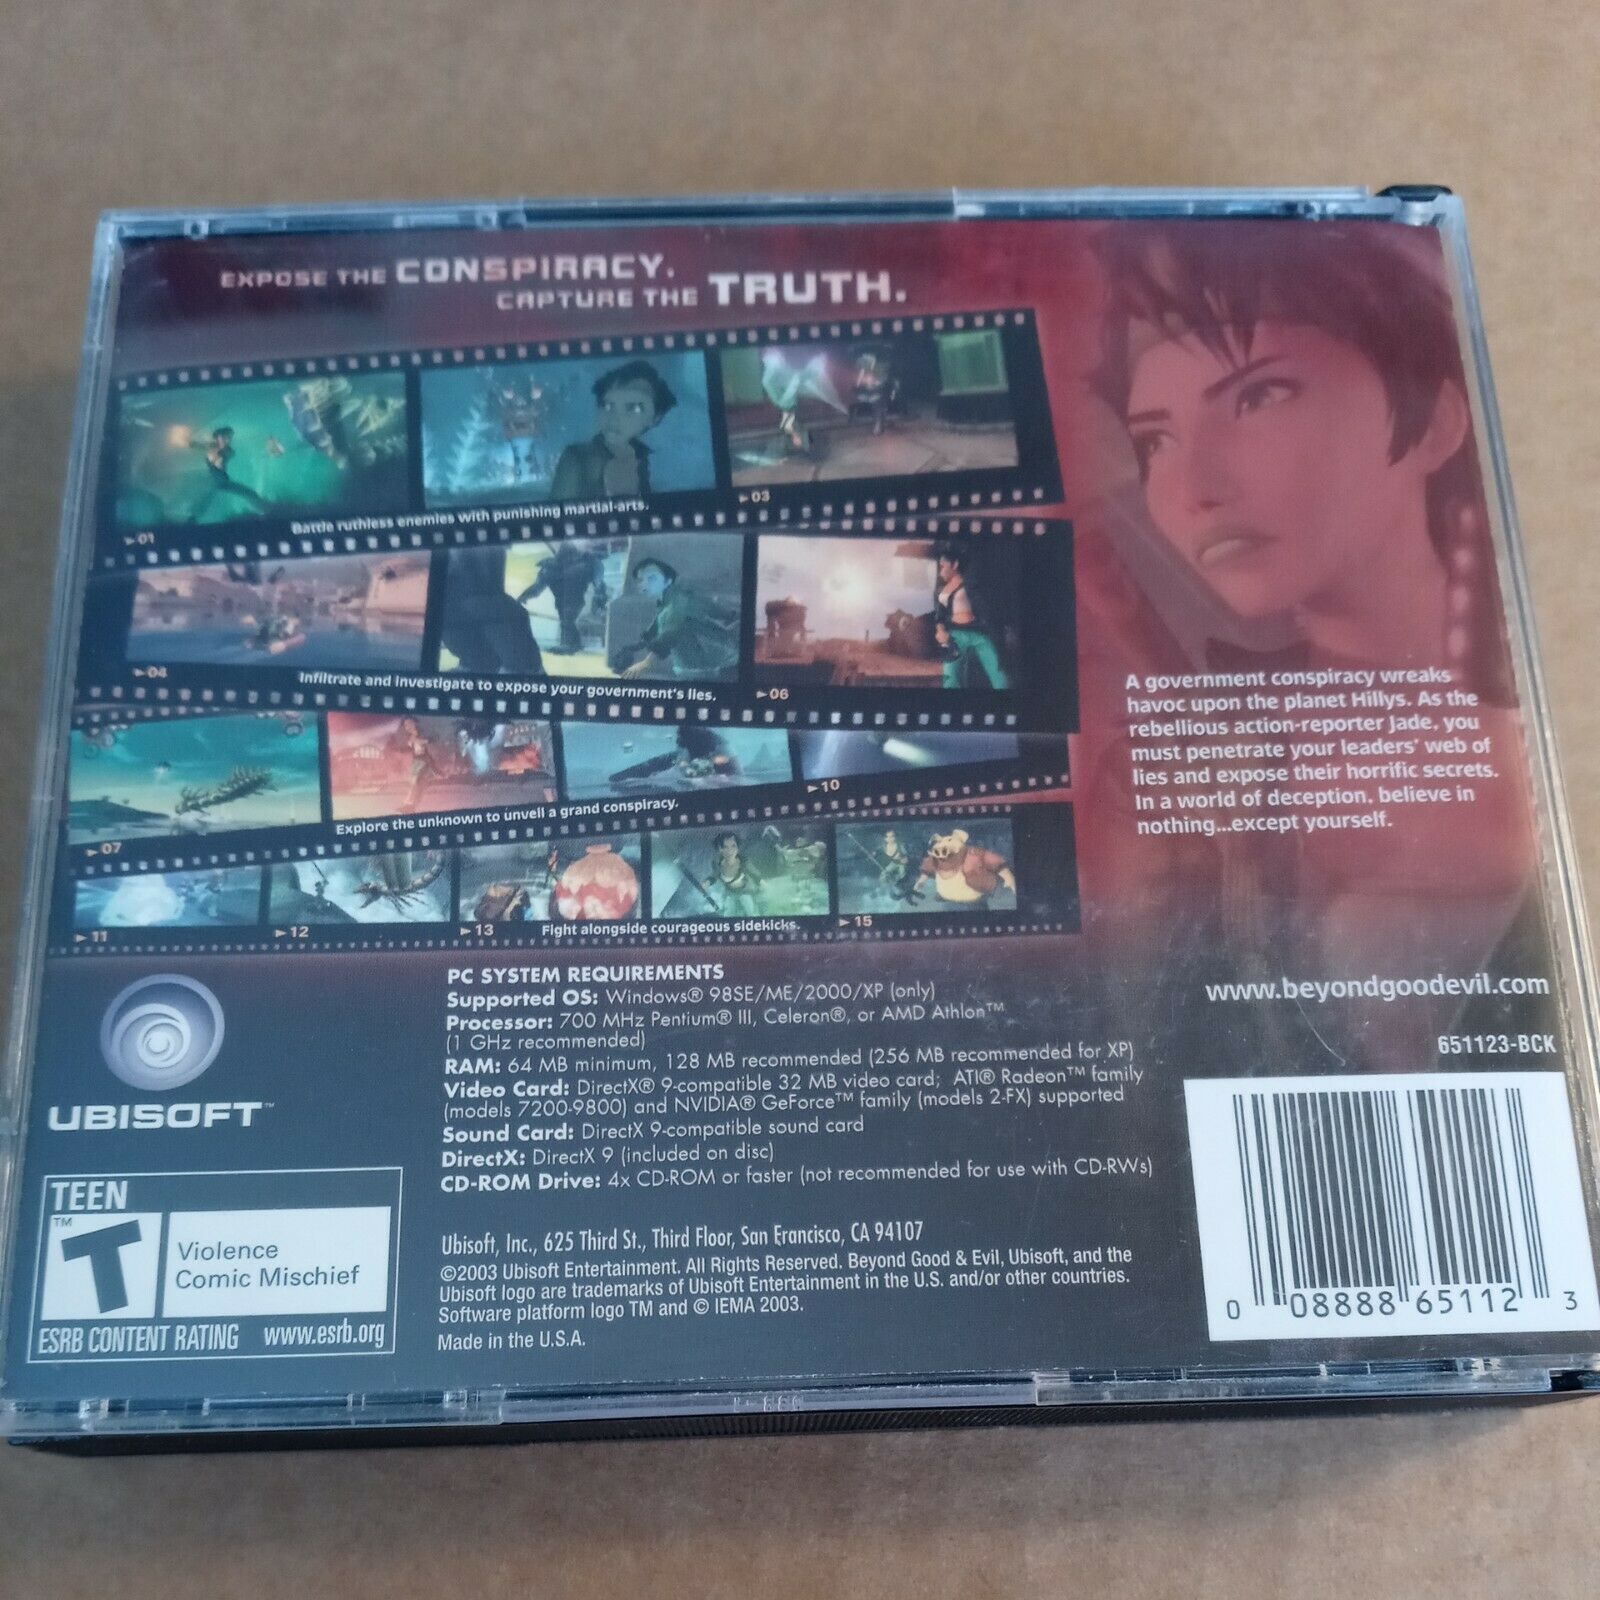 EXPOSE THE CONSPIRACY.
CAPTURE THE TRUTH.
►01
Battle ruthless enemies with punishing martial-arts.
►03
►04
Infiltrate and investigate to expose your government's lies.
►06
►07
Explore the unknown to unveil a grand conspiracy.
►10
►11
►12
►13
Fight alongside courageous sidekicks.
►15
A government conspiracy wreaks
havoc upon the planet Hillys. As the
rebellious action-reporter Jade, you
must penetrate your leaders' web of
lies and expose their horrific secrets.
In a world of deception, believe in
nothing...except yourself.
www.beyondgoodevil.com
651123-BCK
UBISOFT™
PC SYSTEM REQUIREMENTS
Supported OS: Windows® 98SE/ME/2000/XP (only)
Processor: 700 MHz Pentium® III, Celeron®, or AMD Athlon™
(1 GHz recommended)
RAM: 64 MB minimum, 128 MB recommended (256 MB recommended for XP)
Video Card: DirectX® 9-compatible 32 MB video card; ATI® Radeon™ family
(models 7200-9800) and NVIDIA® GeForce™ family (models 2-FX) supported
Sound Card: DirectX 9-compatible sound card
DirectX: DirectX 9 (included on disc)
CD-ROM Drive: 4x CD-ROM or faster (not recommended for use with CD-RWs)
TEEN
T™
Violence
Comic Mischief
ESRB CONTENT RATING www.esrb.org
Ubisoft, Inc., 625 Third St., Third Floor, San Francisco, CA 94107
©2003 Ubisoft Entertainment. All Rights Reserved. Beyond Good & Evil, Ubisoft, and the
Ubisoft logo are trademarks of Ubisoft Entertainment in the U.S. and/or other countries.
Software platform logo TM and © IEMA 2003.
Made in the U.S.A.
0 08888 65112 3